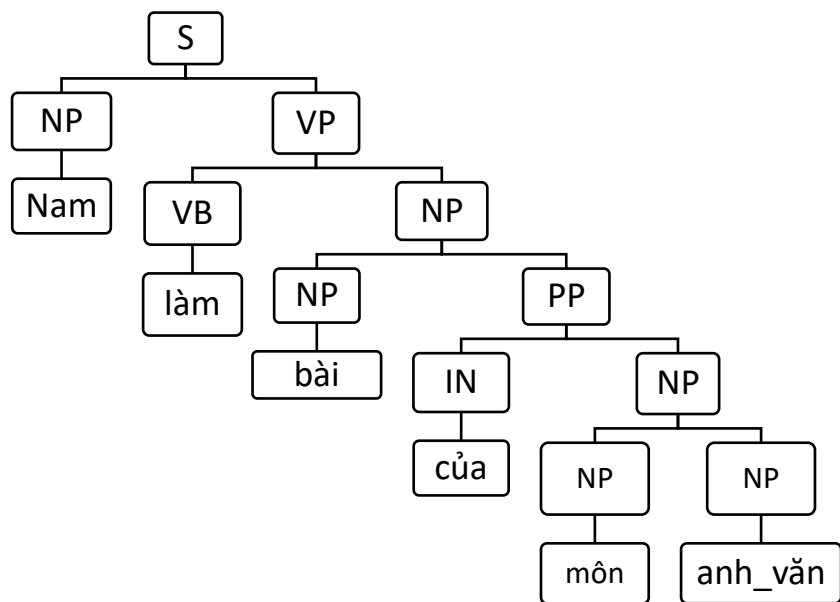 S
NP VP
Nam VB NP
làm NP PP
bài IN NP
của NP NP
môn anh_văn